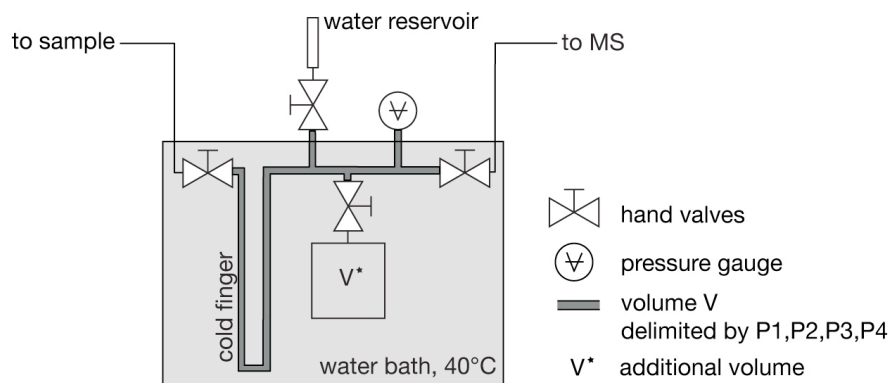 water reservoir
to sample
to MS
cold finger
V*
water bath, 40°C
hand valves
pressure gauge
volume V
delimited by P1,P2,P3,P4
V* additional volume